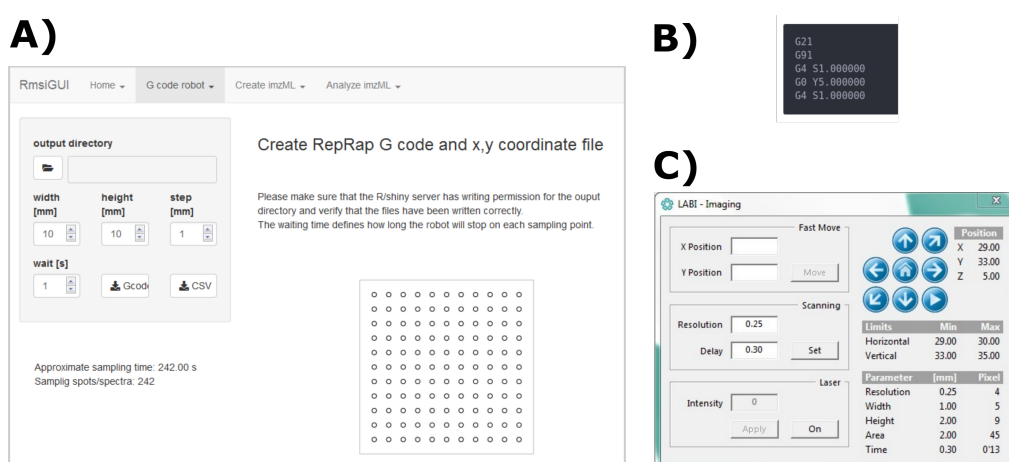 A)
RmsiGUI Home G code robot Create imzML Analyze imzML
output directory
width [mm] height [mm] step [mm]
10 10 1
wait [s]
1 Gcod CSV
Approximate sampling time: 242.00 s
Samplig spots/spectra: 242
Create RepRap G code and x,y coordinate file
Please make sure that the R/shiny server has writing permission for the ouput
directory and verify that the files have been written correctly.
The waiting time defines how long the robot will stop on each sampling point.
B)
G21
G91
G4 S1.000000
G0 Y5.000000
G4 S1.000000
C)
LABI - Imaging
Fast Move
X Position
Y Position Move
Scanning
Resolution 0.25
Delay 0.30 Set
Laser
Intensity 0
Apply On
Position
X 29.00
Y 33.00
Z 5.00
Limits Min Max
Horizontal 29.00 30.00
Vertical 33.00 35.00
Parameter [mm] Pixel
Resolution 0.25 4
Width 1.00 5
Height 2.00 9
Area 2.00 45
Time 0.30 0'13